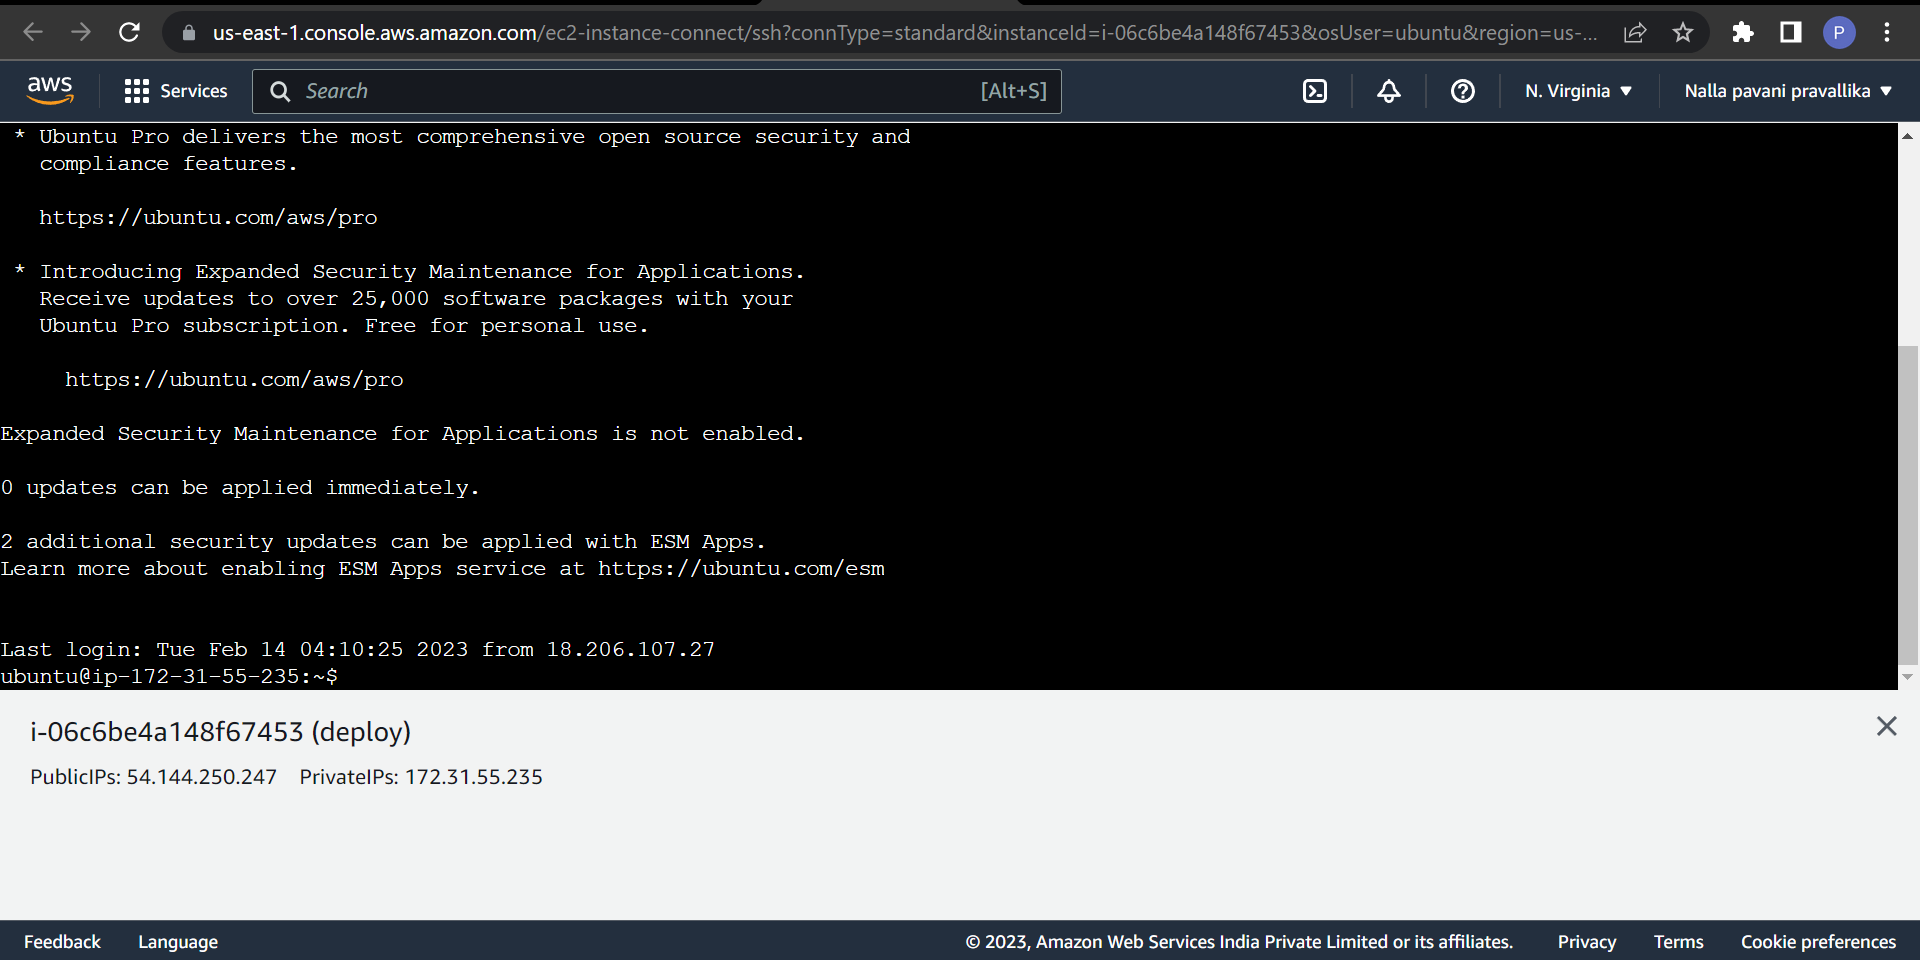 us-east-1.console.aws.amazon.com/ec2-instance-connect/ssh?connType=standard&instanceId=i-06c6be4a148f67453&osUser=ubuntu&region=us-...
P
aws
Services
Search
[Alt+S]
N. Virginia
Nalla pavani pravallika
* Ubuntu Pro delivers the most comprehensive open source security and
compliance features.
https://ubuntu.com/aws/pro
* Introducing Expanded Security Maintenance for Applications.
Receive updates to over 25,000 software packages with your
Ubuntu Pro subscription. Free for personal use.
https://ubuntu.com/aws/pro
Expanded Security Maintenance for Applications is not enabled.
0 updates can be applied immediately.
2 additional security updates can be applied with ESM Apps.
Learn more about enabling ESM Apps service at https://ubuntu.com/esm
Last login: Tue Feb 14 04:10:25 2023 from 18.206.107.27
ubuntu@ip-172-31-55-235:~$
i-06c6be4a148f67453 (deploy)
PublicIPs: 54.144.250.247 PrivateIPs: 172.31.55.235
Feedback
Language
© 2023, Amazon Web Services India Private Limited or its affiliates.
Privacy
Terms
Cookie preferences